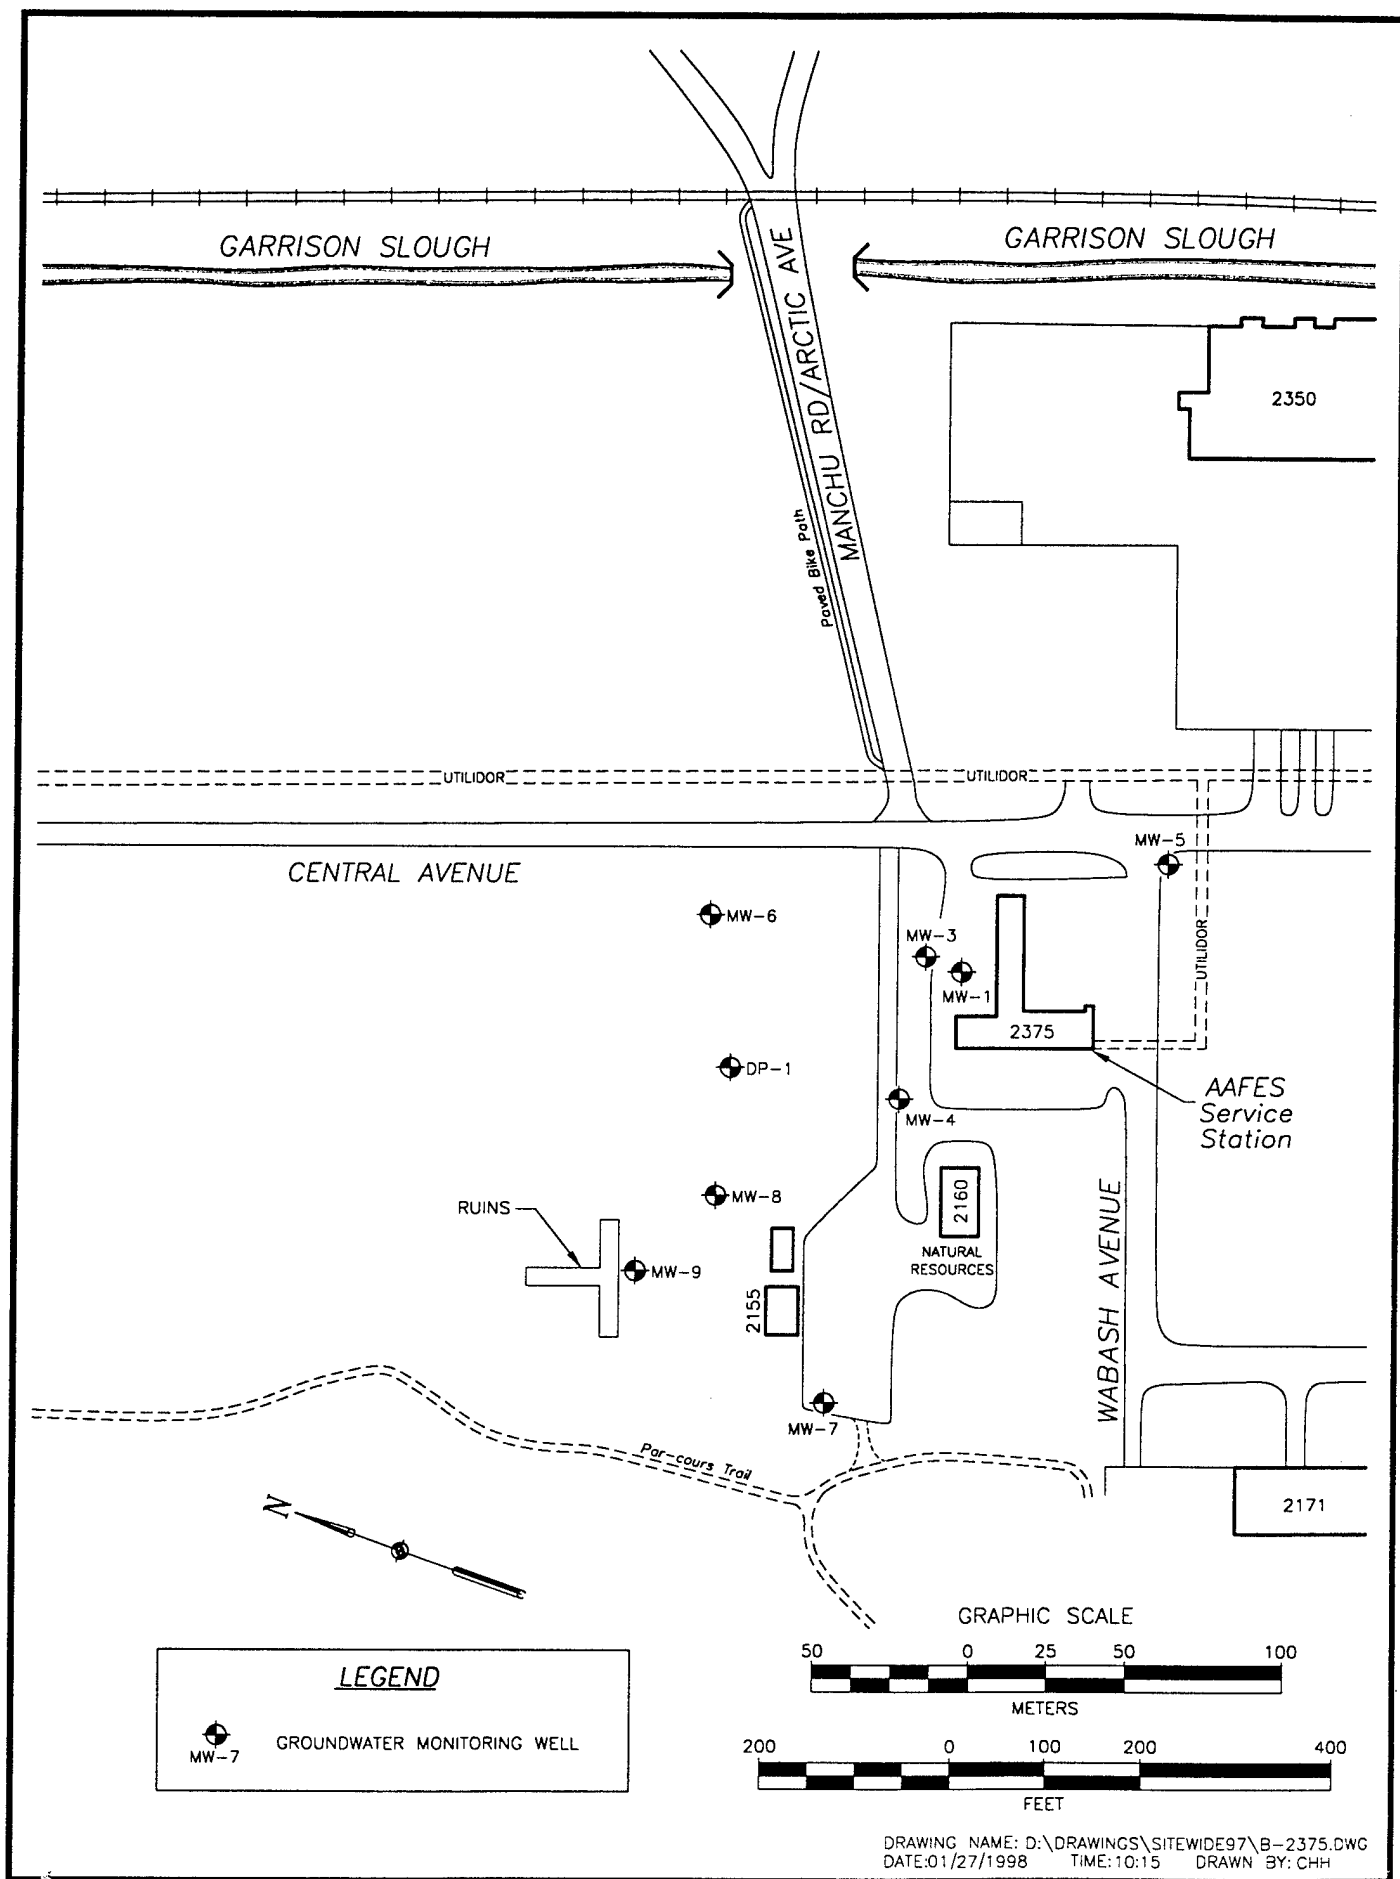 GARRISON SLOUGH
GARRISON SLOUGH
MANCHU RD/ARCTIC AVE
2350
Paved Bike Path
UTILIDOR
UTILIDOR
MW-5
CENTRAL AVENUE
MW-6
MW-3
UTILIDOR
MW-1
2375
DP-1
AAFES
Service
Station
MW-4
MW-8
RUINS
2160
WABASH AVENUE
NATURAL
RESOURCES
MW-9
2155
MW-7
Par-cours Trail
N
2171
GRAPHIC SCALE
50 0 25 50 100
METERS
LEGEND
MW-7 GROUNDWATER MONITORING WELL
200 0 100 200 400
FEET
DRAWING NAME: D:\DRAWINGS\SITEWIDE97\B-2375.DWG
DATE:01/27/1998 TIME:10:15 DRAWN BY: CHH